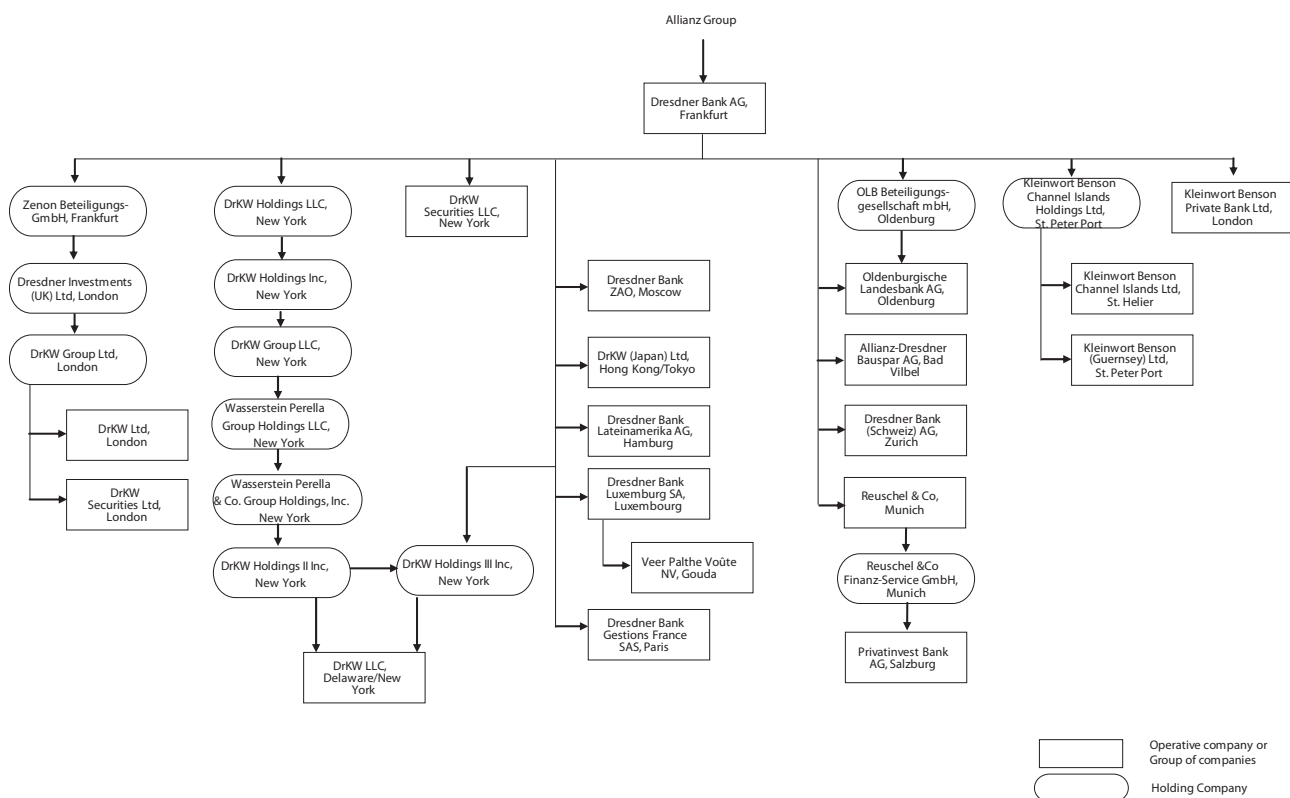 Allianz Group
Dresdner Bank AG,
Frankfurt
Zenon Beteiligungs-
GmbH, Frankfurt
Dresdner Investments
(UK) Ltd, London
DrKW Group Ltd,
London
DrKW Ltd,
London
DrKW
Securities Ltd,
London
DrKW Holdings LLC,
New York
DrKW Holdings Inc,
New York
DrKW Group LLC,
New York
Wasserstein Perella
Group Holdings LLC,
New York
Wasserstein Perella
& Co. Group Holdings, Inc.
New York
DrKW Holdings II Inc,
New York
DrKW Holdings III Inc,
New York
DrKW LLC,
Delaware/New
York
DrKW
Securities LLC,
New York
Dresdner Bank
ZAO, Moscow
DrKW (Japan) Ltd,
Hong Kong/Tokyo
Dresdner Bank
Lateinamerika AG,
Hamburg
Dresdner Bank
Luxemburg SA,
Luxembourg
Veer Palthe Voûte
NV, Gouda
Dresdner Bank
Gestions France
SAS, Paris
OLB Beteiligungs-
gesellschaft mbH,
Oldenburg
Oldenburgische
Landesbank AG,
Oldenburg
Allianz-Dresdner
Bauspar AG, Bad
Vilbel
Dresdner Bank
(Schweiz) AG,
Zurich
Reuschel & Co,
Munich
Reuschel &Co
Finanz-Service GmbH,
Munich
Privatinvest Bank
AG, Salzburg
Kleinwort Benson
Channel Islands
Holdings Ltd,
St. Peter Port
Kleinwort Benson
Channel Islands Ltd,
St. Helier
Kleinwort Benson
(Guernsey) Ltd,
St. Peter Port
Kleinwort Benson
Private Bank Ltd,
London
Operative company or
Group of companies
Holding Company